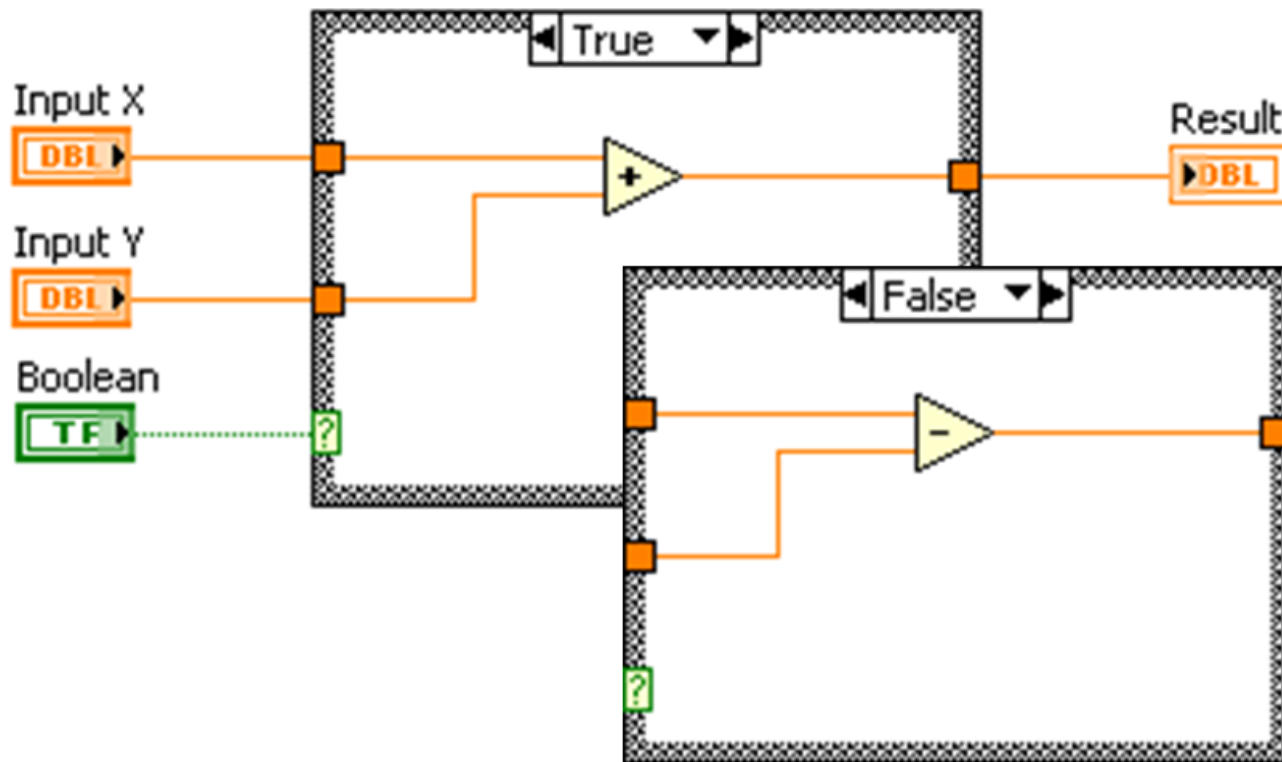 True
Input X
DBL
Result
DBL
+
Input Y
DBL
False
Boolean
TF
?
−
?